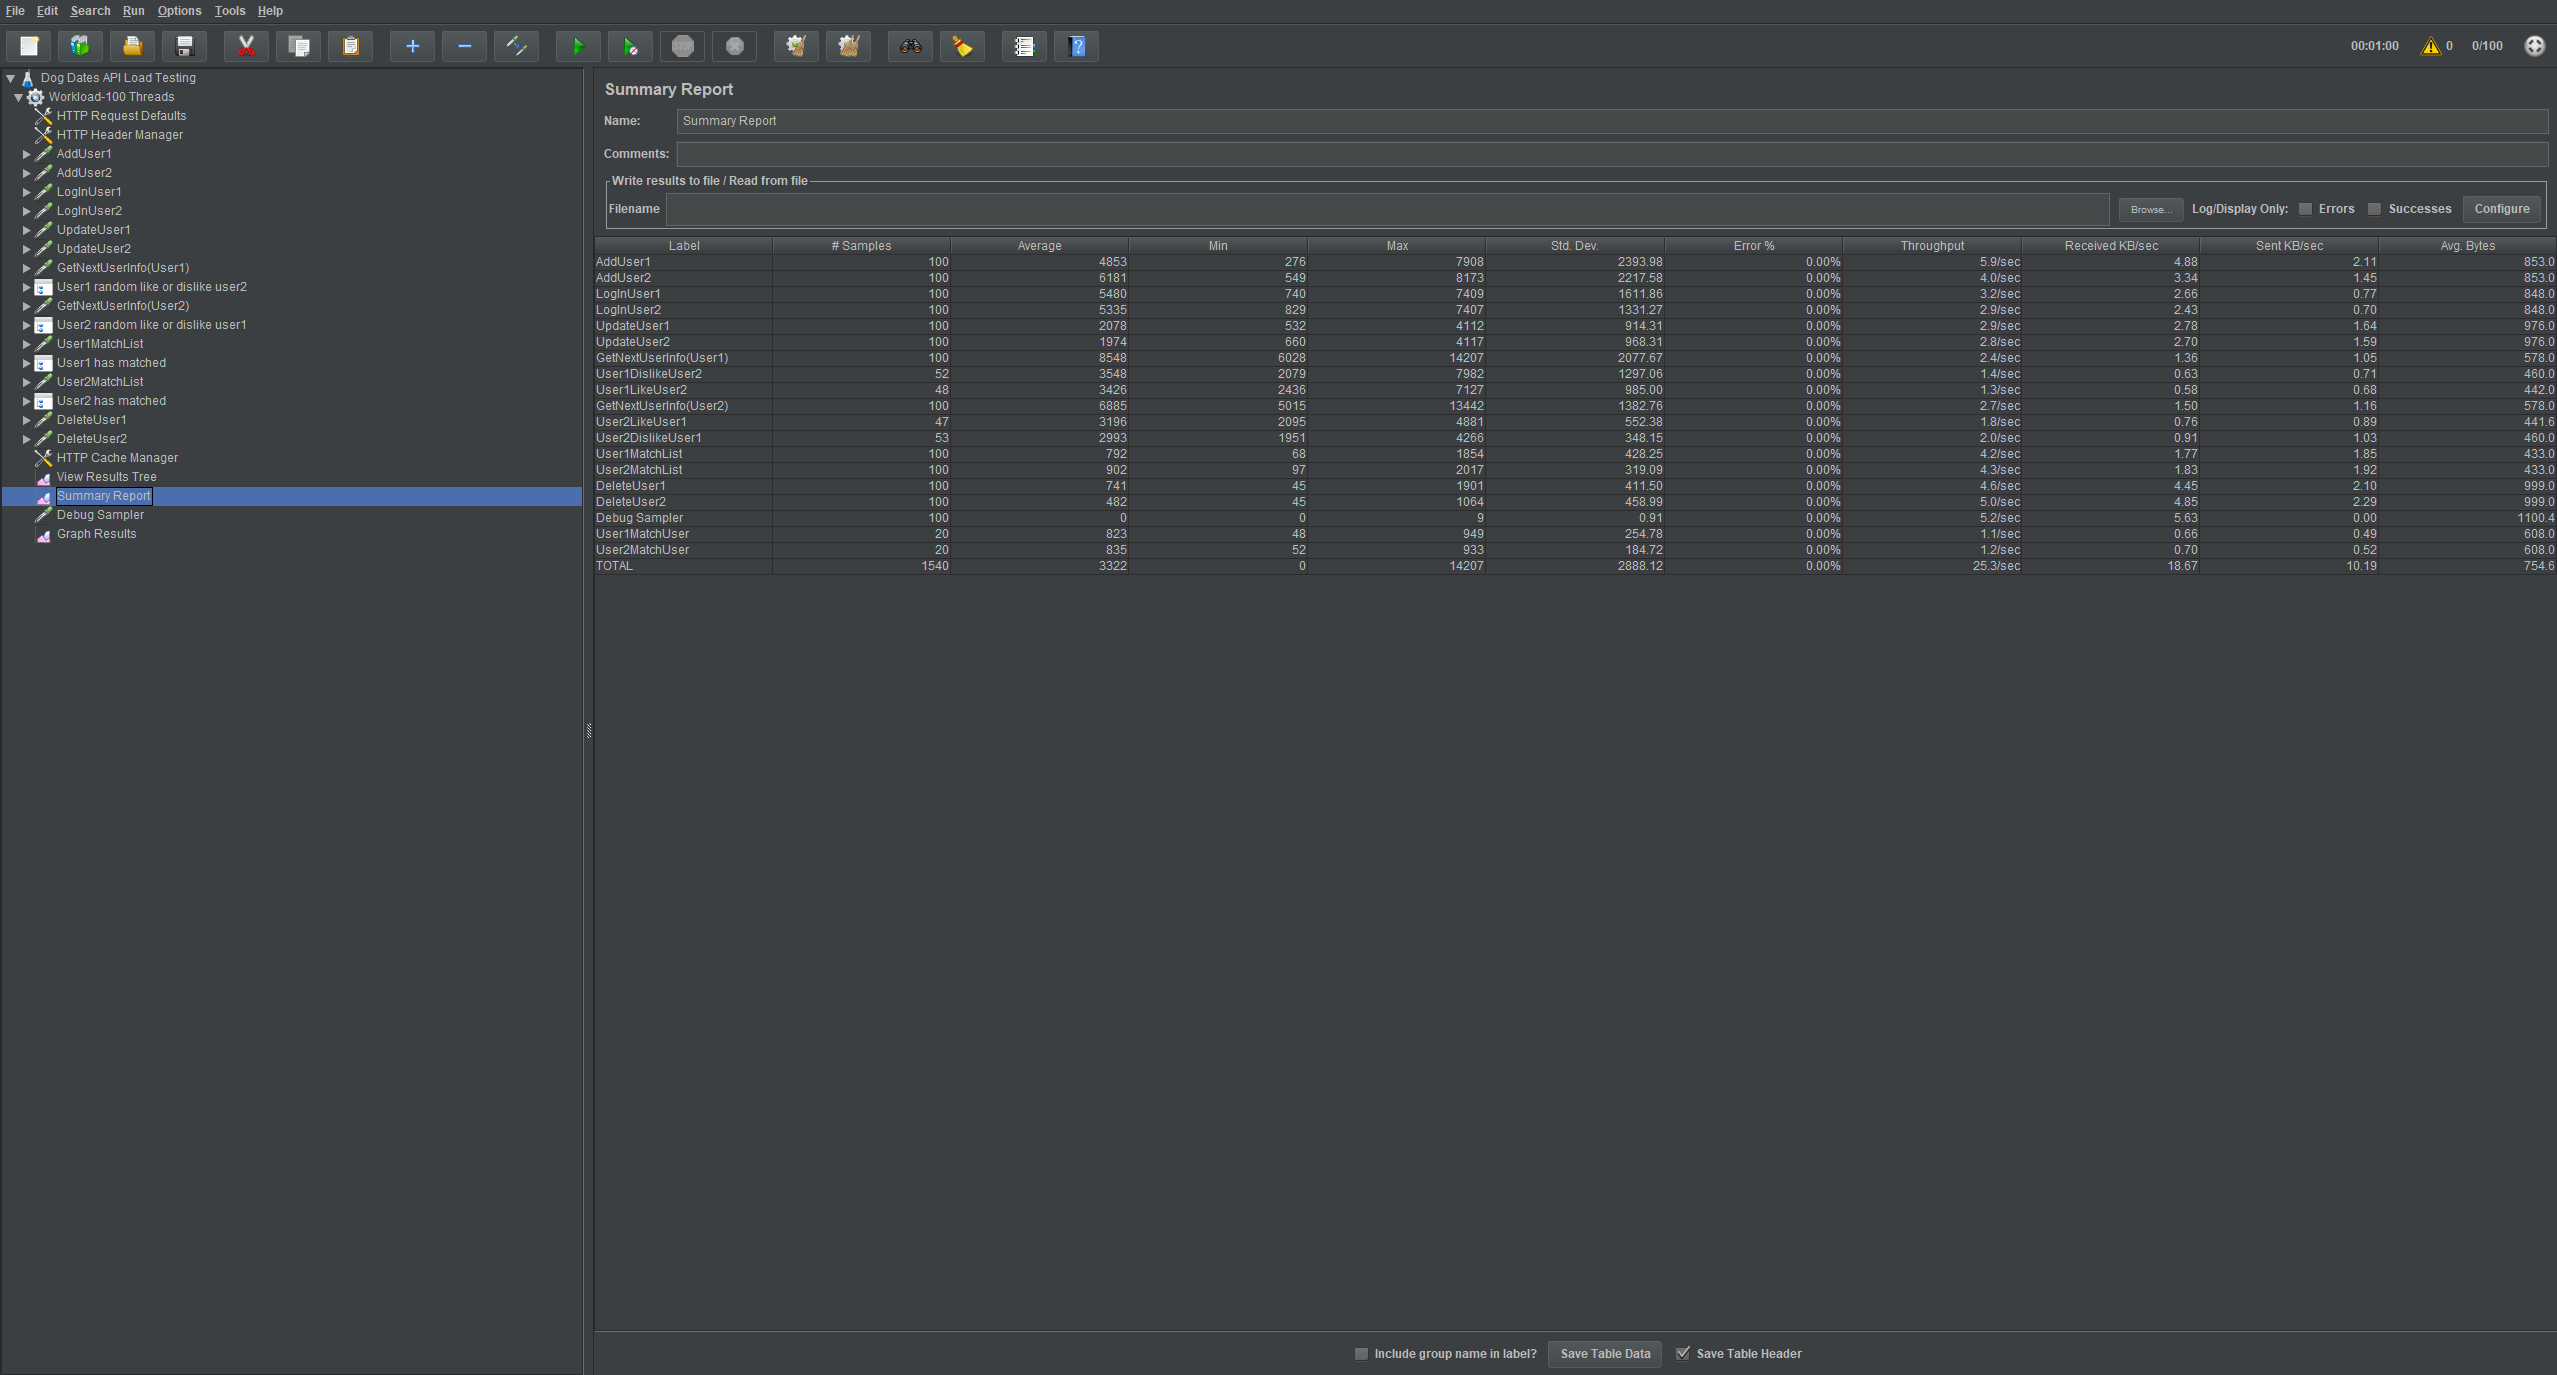 File Edit Search Run Options Tools Help
STOP
00:01:00 0 0/100
Dog Dates API Load Testing
Workload-100 Threads
HTTP Request Defaults
HTTP Header Manager
AddUser1
AddUser2
LogInUser1
LogInUser2
UpdateUser1
UpdateUser2
GetNextUserInfo(User1)
User1 random like or dislike user2
GetNextUserInfo(User2)
User2 random like or dislike user1
User1MatchList
User1 has matched
User2MatchList
User2 has matched
DeleteUser1
DeleteUser2
HTTP Cache Manager
View Results Tree
Summary Report
Debug Sampler
Graph Results
Summary Report
Name: Summary Report
Comments:
Write results to file / Read from file
Filename Browse... Log/Display Only: Errors Successes Configure
Label # Samples Average Min Max Std. Dev. Error % Throughput Received KB/sec Sent KB/sec Avg. Bytes
AddUser1 100 4853 276 7908 2393.98 0.00% 5.9/sec 4.88 2.11 853.0
AddUser2 100 6181 549 8173 2217.58 0.00% 4.0/sec 3.34 1.45 853.0
LogInUser1 100 5480 740 7409 1611.86 0.00% 3.2/sec 2.66 0.77 848.0
LogInUser2 100 5335 829 7407 1331.27 0.00% 2.9/sec 2.43 0.70 848.0
UpdateUser1 100 2078 532 4112 914.31 0.00% 2.9/sec 2.78 1.64 976.0
UpdateUser2 100 1974 660 4117 968.31 0.00% 2.8/sec 2.70 1.59 976.0
GetNextUserInfo(User1) 100 8548 6028 14207 2077.67 0.00% 2.4/sec 1.36 1.05 578.0
User1DislikeUser2 52 3548 2079 7982 1297.06 0.00% 1.4/sec 0.63 0.71 460.0
User1LikeUser2 48 3426 2436 7127 985.00 0.00% 1.3/sec 0.58 0.68 442.0
GetNextUserInfo(User2) 100 6885 5015 13442 1382.76 0.00% 2.7/sec 1.50 1.16 578.0
User2LikeUser1 47 3196 2095 4881 552.38 0.00% 1.8/sec 0.76 0.89 441.6
User2DislikeUser1 53 2993 1951 4266 348.15 0.00% 2.0/sec 0.91 1.03 460.0
User1MatchList 100 792 68 1854 428.25 0.00% 4.2/sec 1.77 1.85 433.0
User2MatchList 100 902 97 2017 319.09 0.00% 4.3/sec 1.83 1.92 433.0
DeleteUser1 100 741 45 1901 411.50 0.00% 4.6/sec 4.45 2.10 999.0
DeleteUser2 100 482 45 1064 458.99 0.00% 5.0/sec 4.85 2.29 999.0
Debug Sampler 100 0 0 9 0.91 0.00% 5.2/sec 5.63 0.00 1100.4
User1MatchUser 20 823 48 949 254.78 0.00% 1.1/sec 0.66 0.49 608.0
User2MatchUser 20 835 52 933 184.72 0.00% 1.2/sec 0.70 0.52 608.0
TOTAL 1540 3322 0 14207 2888.12 0.00% 25.3/sec 18.67 10.19 754.6
Include group name in label? Save Table Data Save Table Header